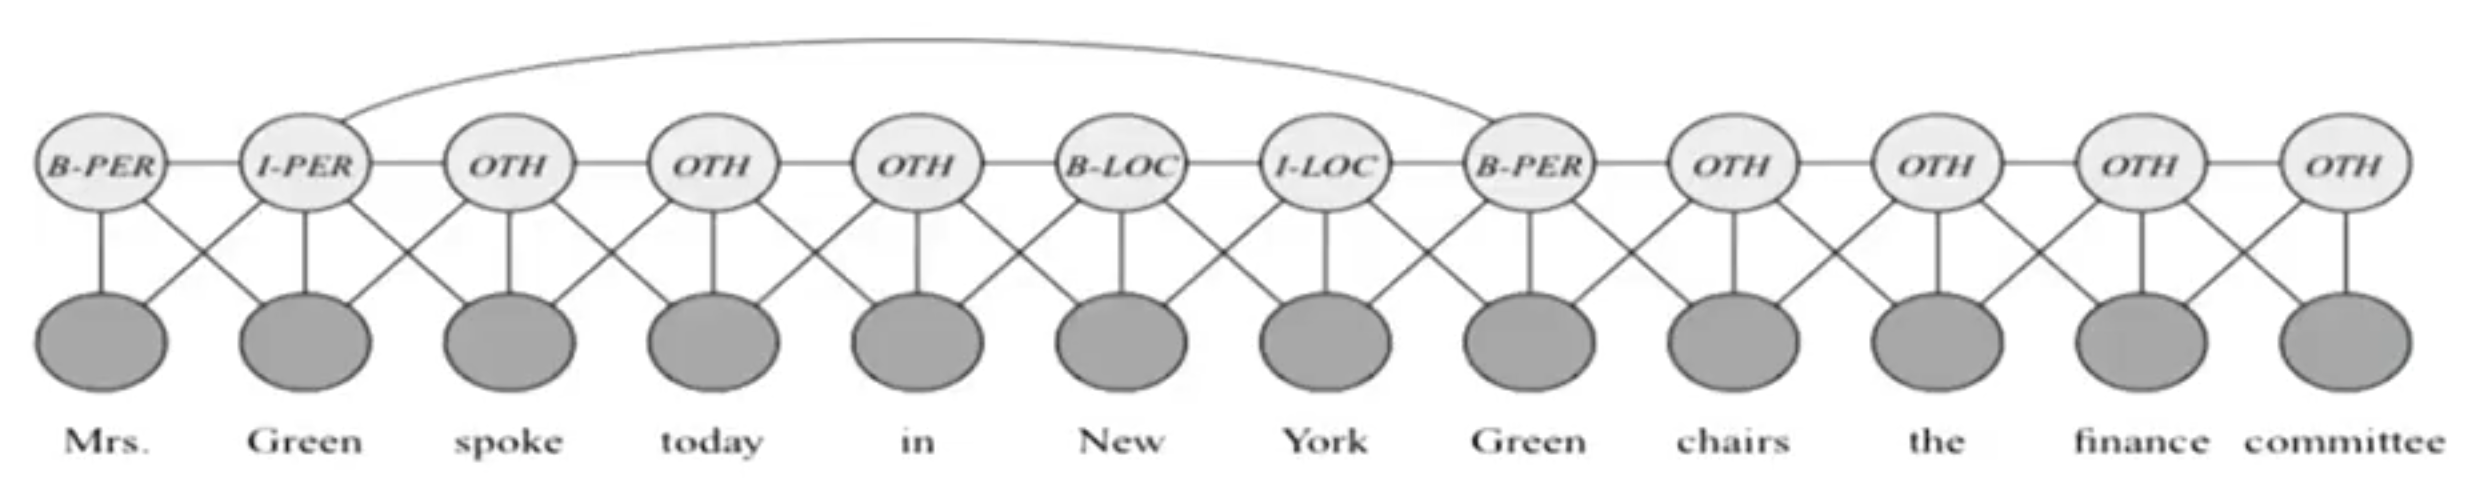 B-PER I-PER OTH OTH OTH B-LOC I-LOC B-PER OTH OTH OTH OTH
Mrs. Green spoke today in New York Green chairs the finance committee